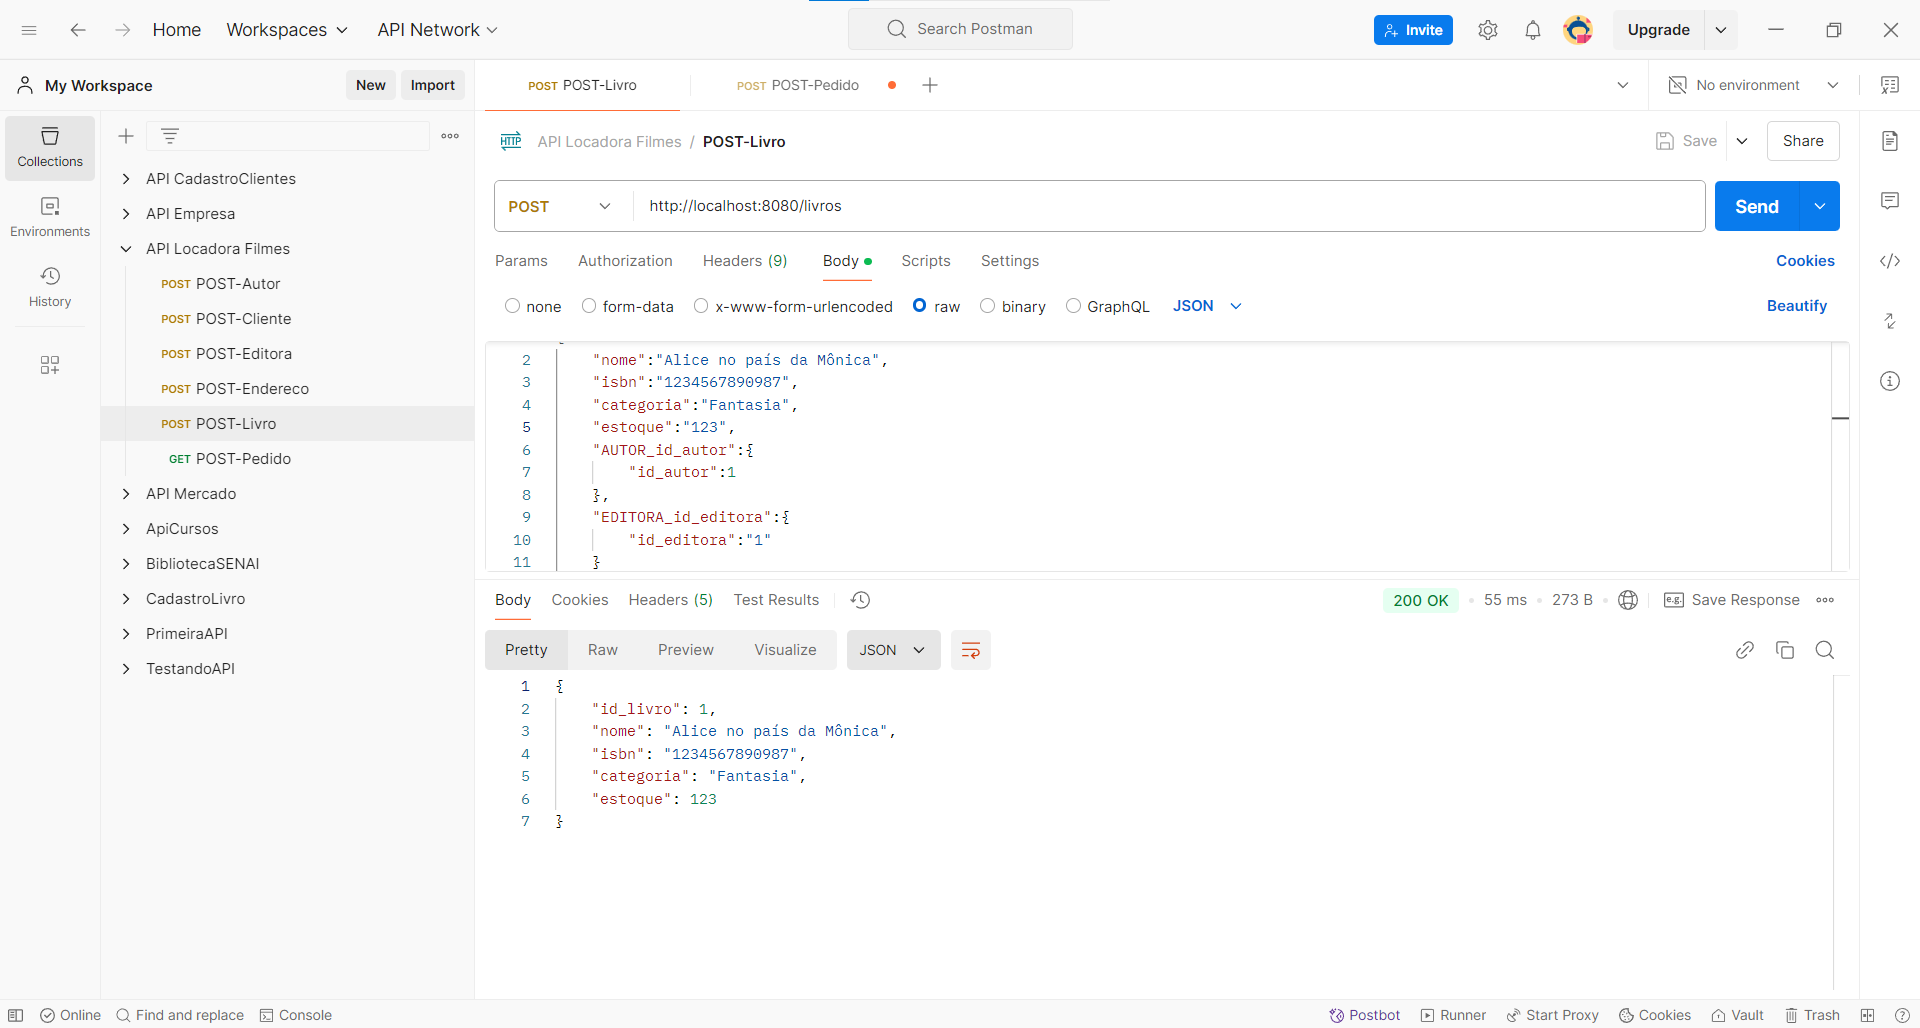 Home Workspaces API Network Search Postman Invite Upgrade
My Workspace New Import POST POST-Livro POST POST-Pedido No environment
Collections
Environments
History
API CadastroClientes
API Empresa
API Locadora Filmes
POST POST-Autor
POST POST-Cliente
POST POST-Editora
POST POST-Endereco
POST POST-Livro
GET POST-Pedido
API Mercado
ApiCursos
BibliotecaSENAI
CadastroLivro
PrimeiraAPI
TestandoAPI
HTTP API Locadora Filmes / POST-Livro Save Share
POST http://localhost:8080/livros Send
Params Authorization Headers (9) Body Scripts Settings Cookies
none form-data x-www-form-urlencoded raw binary GraphQL JSON Beautify
2 "nome":"Alice no país da Mônica",
3 "isbn":"1234567890987",
4 "categoria":"Fantasia",
5 "estoque":"123",
6 "AUTOR_id_autor":{
7 "id_autor":1
8 },
9 "EDITORA_id_editora":{
10 "id_editora":"1"
11 }
Body Cookies Headers (5) Test Results 200 OK 55 ms 273 B e.g. Save Response
Pretty Raw Preview Visualize JSON
1 {
2 "id_livro": 1,
3 "nome": "Alice no país da Mônica",
4 "isbn": "1234567890987",
5 "categoria": "Fantasia",
6 "estoque": 123
7 }
Online Find and replace Console Postbot Runner Start Proxy Cookies Vault Trash